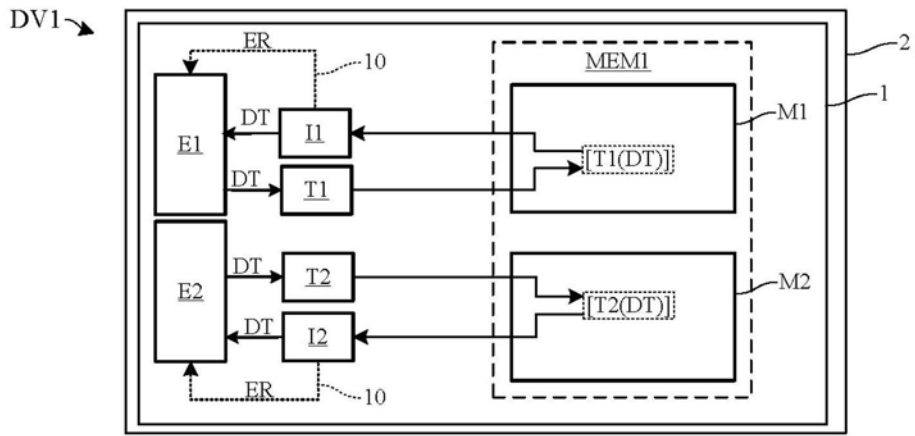 DV1
ER
10
MEM1
2
1
M1
DT
I1
E1
[T1(DT)]
DT
T1
DT
T2
M2
E2
[T2(DT)]
DT
I2
ER
10